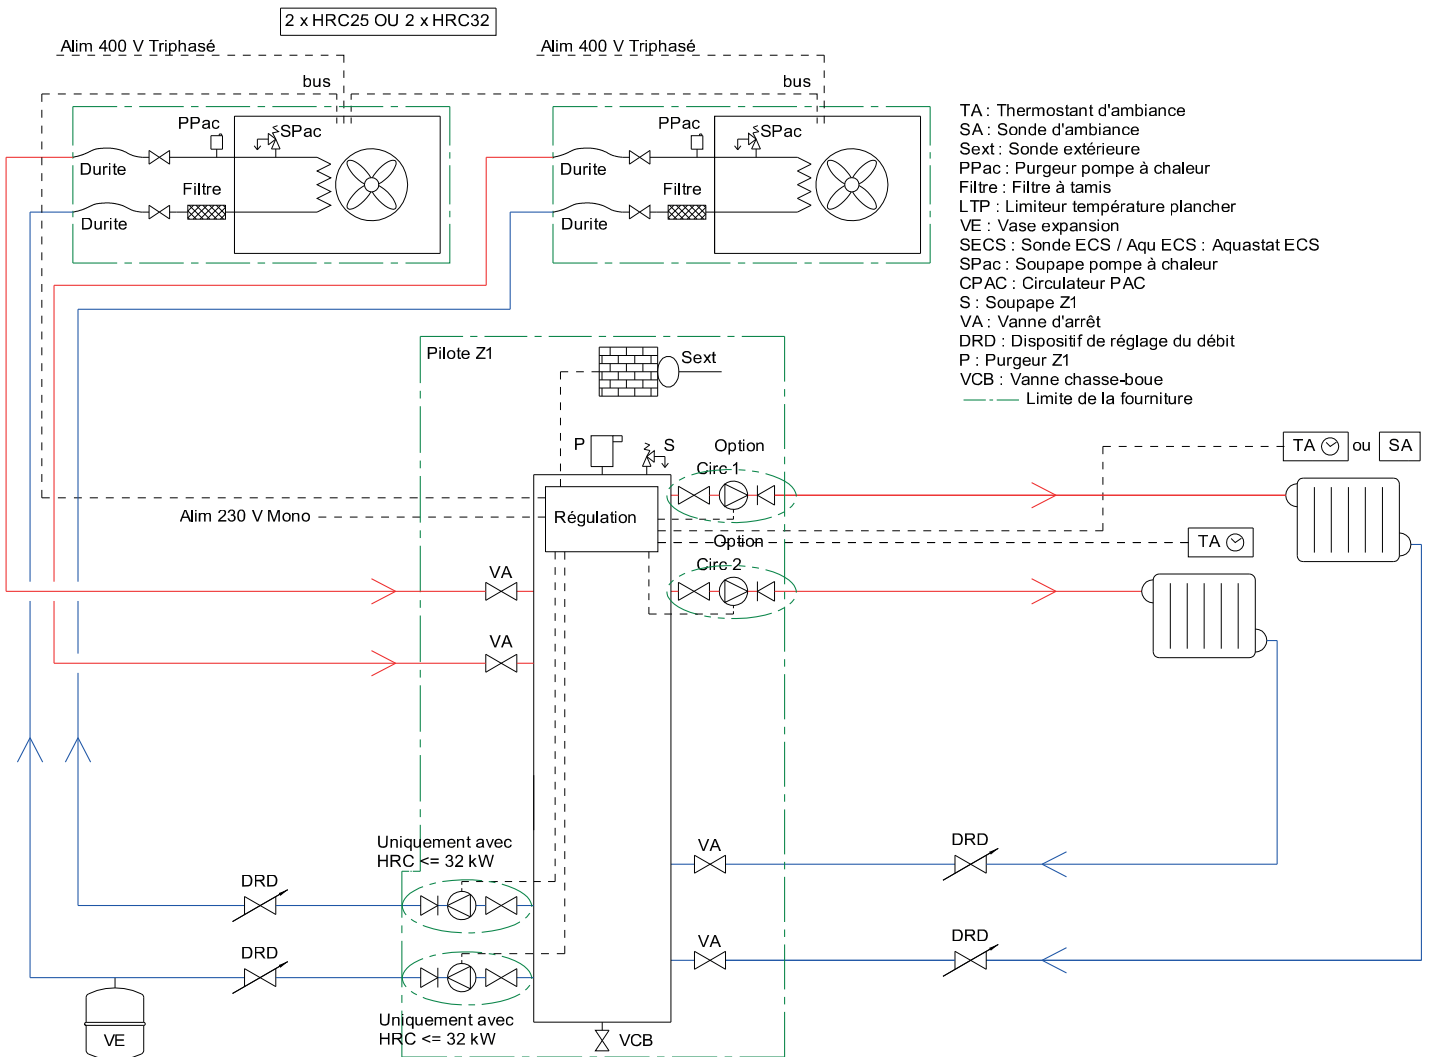 2 x HRC25 OU 2 x HRC32
Alim 400 V Triphasé
Alim 400 V Triphasé
bus
bus
PPac
SPac
Durite
Filtre
Durite
PPac
SPac
Durite
Filtre
Durite
TA : Thermostant d'ambiance
SA : Sonde d'ambiance
Sext : Sonde extérieure
PPac : Purgeur pompe à chaleur
Filtre : Filtre à tamis
LTP : Limiteur température plancher
VE : Vase expansion
SECS : Sonde ECS / Aqu ECS : Aquastat ECS
SPac : Soupape pompe à chaleur
CPAC : Circulateur PAC
S : Soupape Z1
VA : Vanne d'arrêt
DRD : Dispositif de réglage du débit
P : Purgeur Z1
VCB : Vanne chasse-boue
Limite de la fourniture
Pilote Z1
Sext
P
S
Option
Circ 1
TA ou SA
Alim 230 V Mono
Régulation
Option
Circ 2
TA
VA
VA
Uniquement avec
HRC <= 32 kW
DRD
VA
DRD
DRD
VA
DRD
Uniquement avec
HRC <= 32 kW
VE
VCB